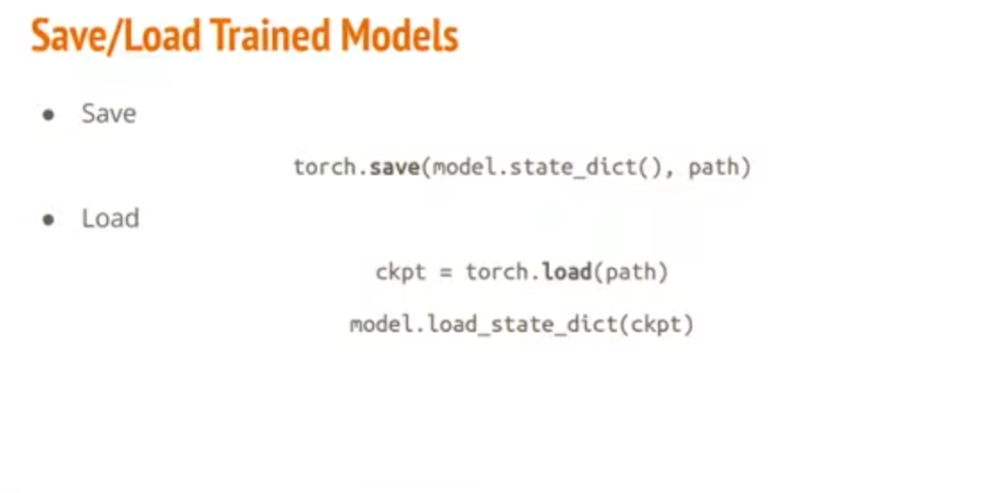 Save/Load Trained Models
● Save
torch.save(model.state_dict(), path)
● Load
ckpt = torch.load(path)
model.load_state_dict(ckpt)